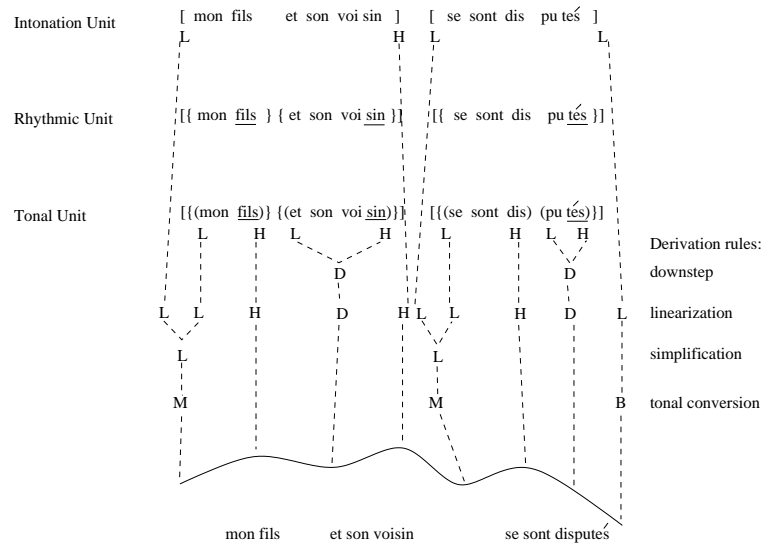 Intonation Unit [ mon fils et son voi sin ] [ se sont dis pu tés ]
L H L L
Rhythmic Unit [{ mon fils } { et son voi sin }] [{ se sont dis pu tés }]
Tonal Unit [{(mon fils)} {(et son voi sin)}] [{(se sont dis) (pu tés)}]
L H L H L H L H
Derivation rules:
D D downstep
L L H D H L L H D L linearization
L L simplification
M M B tonal conversion
mon fils et son voisin se sont disputés